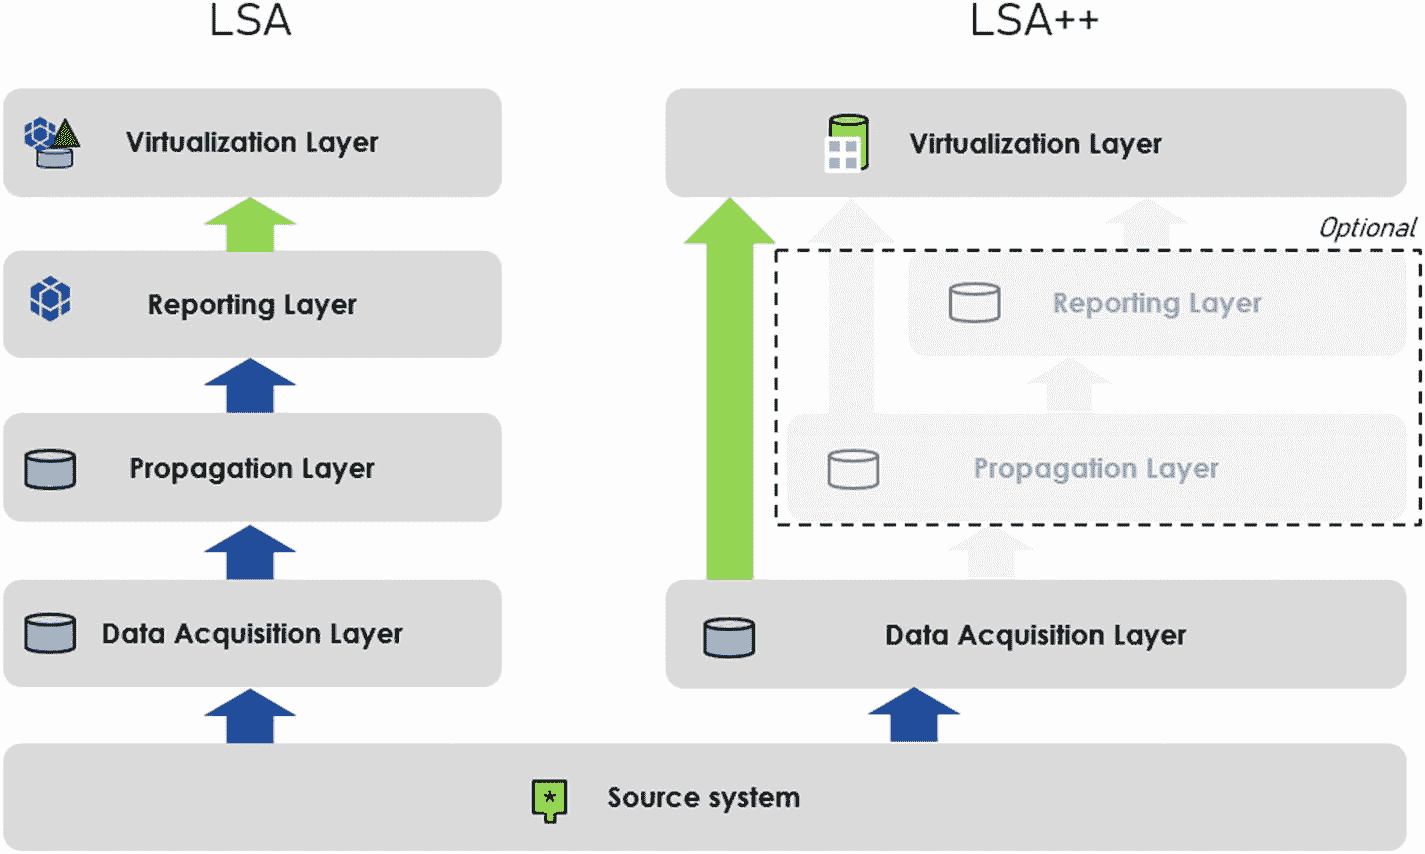 LSA
LSA++
Virtualization Layer
Virtualization Layer
Optional
Reporting Layer
Reporting Layer
Propagation Layer
Propagation Layer
Data Acquisition Layer
Data Acquisition Layer
* Source system